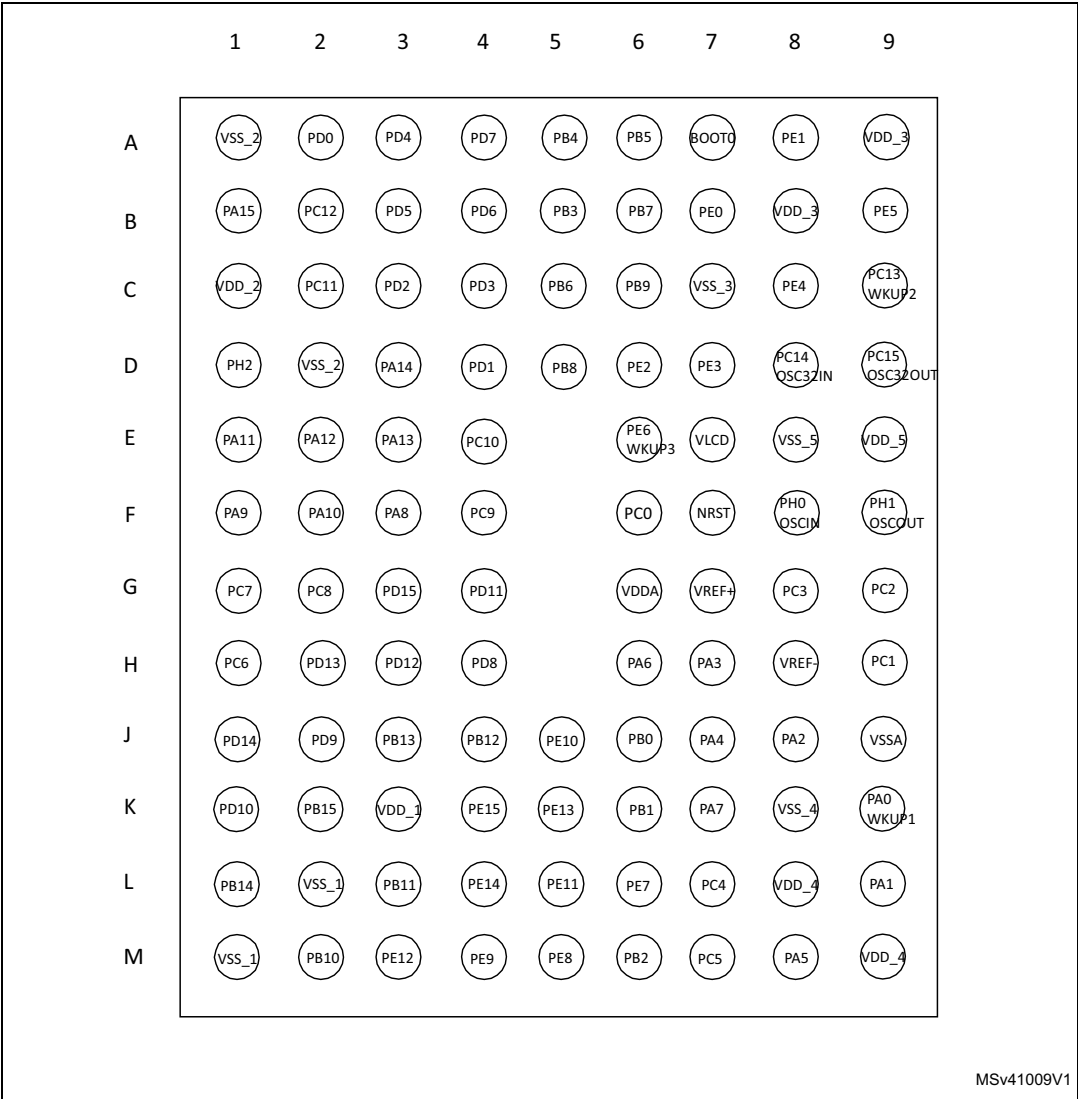 1 2 3 4 5 6 7 8 9
A VSS_2 PD0 PD4 PD7 PB4 PB5 BOOT0 PE1 VDD_3
B PA15 PC12 PD5 PD6 PB3 PB7 PE0 VDD_3 PE5
C VDD_2 PC11 PD2 PD3 PB6 PB9 VSS_3 PE4 PC13 WKUP2
D PH2 VSS_2 PA14 PD1 PB8 PE2 PE3 PC14 OSC32IN PC15 OSC32OUT
E PA11 PA12 PA13 PC10 PE6 WKUP3 VLCD VSS_5 VDD_5
F PA9 PA10 PA8 PC9 PC0 NRST PH0 OSCIN PH1 OSCOUT
G PC7 PC8 PD15 PD11 VDDA VREF+ PC3 PC2
H PC6 PD13 PD12 PD8 PA6 PA3 VREF- PC1
J PD14 PD9 PB13 PB12 PE10 PB0 PA4 PA2 VSSA
K PD10 PB15 VDD_1 PE15 PE13 PB1 PA7 VSS_4 PA0 WKUP1
L PB14 VSS_1 PB11 PE14 PE11 PE7 PC4 VDD_4 PA1
M VSS_1 PB10 PE12 PE9 PE8 PB2 PC5 PA5 VDD_4
MSv41009V1